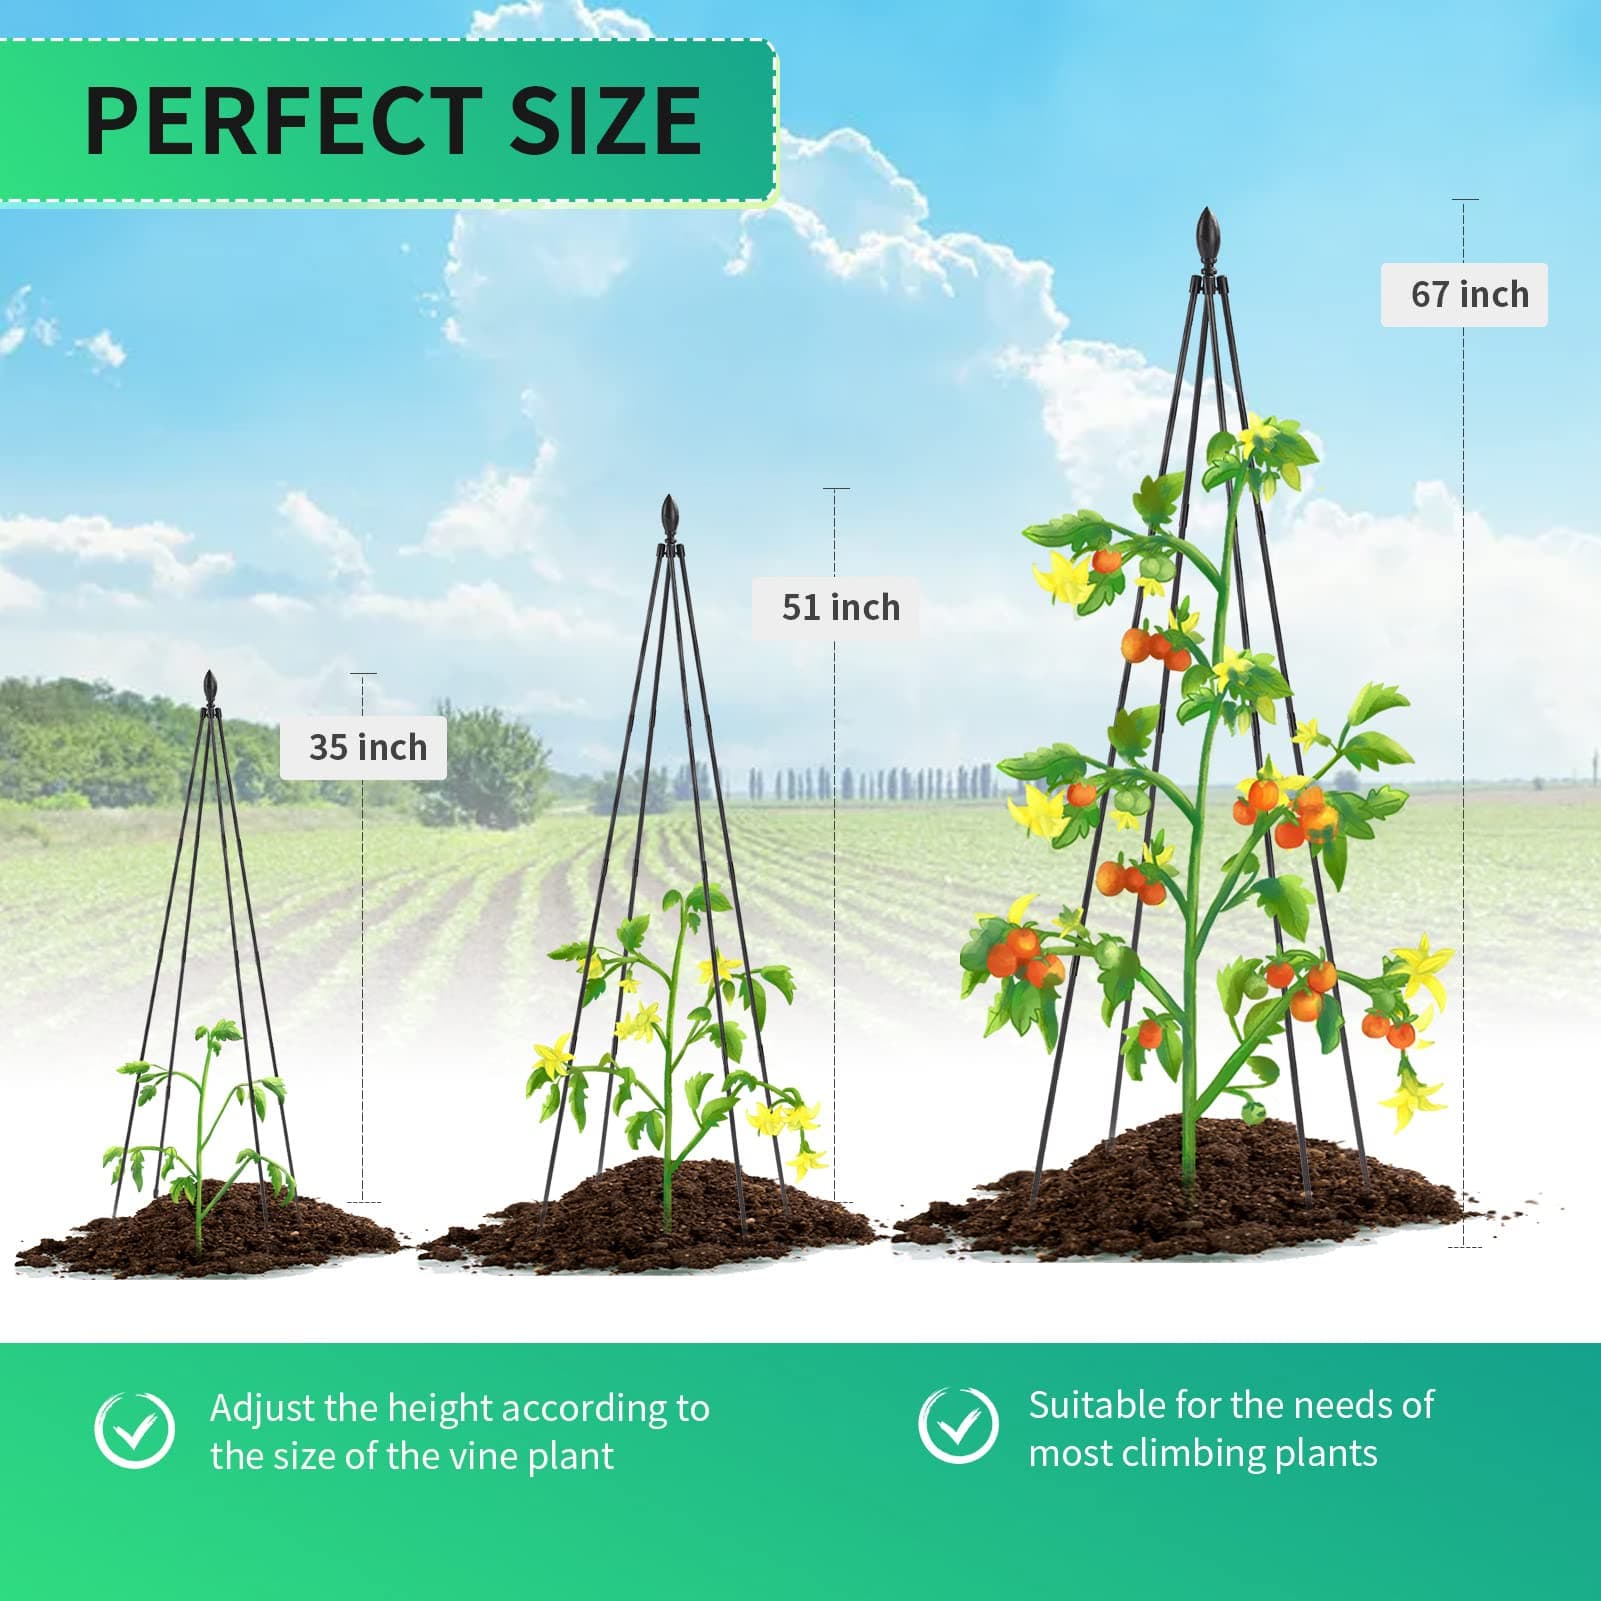 PERFECT SIZE
67 inch
51 inch
35 inch
Adjust the height according to
the size of the vine plant
Suitable for the needs of
most climbing plants